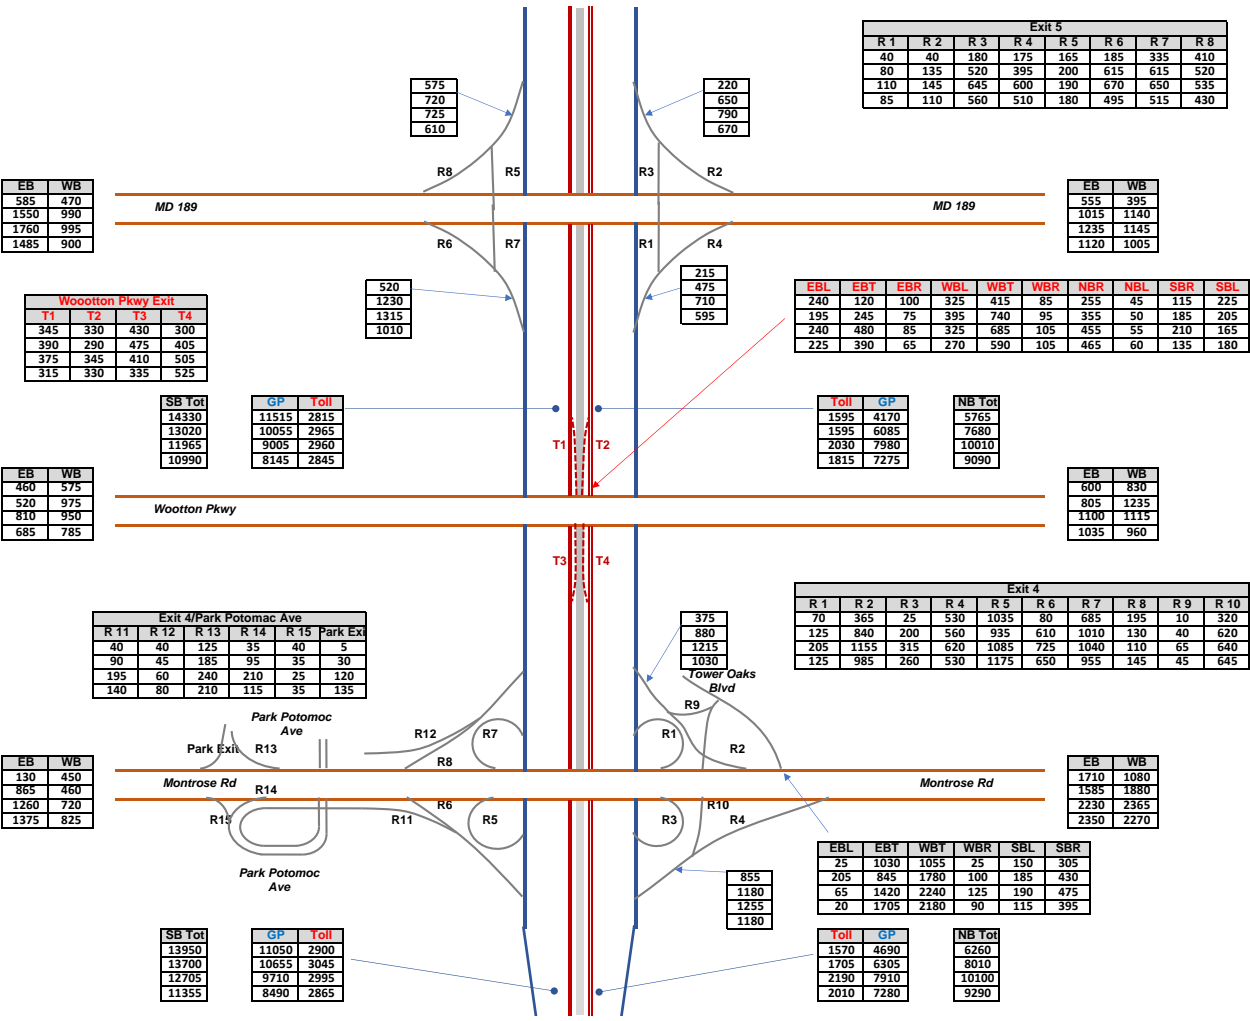 Exit 5
R 1 R 2 R 3 R 4 R 5 R 6 R 7 R 8
40 40 180 175 165 185 335 410
80 135 520 395 200 615 615 520
110 145 645 600 190 670 650 535
85 110 560 510 180 495 515 430
575
720
725
610
220
650
790
670
R8
R5
R3
R2
EB WB
585 470
1550 990
1760 995
1485 900
MD 189
MD 189
EB WB
555 395
1015 1140
1235 1145
1120 1005
R6
R7
R1
R4
520
1230
1315
1010
215
475
710
595
Woootton Pkwy Exit
T1 T2 T3 T4
345 330 430 300
390 290 475 405
375 345 410 505
315 330 335 525
EBL EBT EBR WBL WBT WBR NBR NBL SBR SBL
240 120 100 325 415 85 255 45 115 225
195 245 75 395 740 95 355 50 185 205
240 480 85 325 685 105 455 55 210 165
225 390 65 270 590 105 465 60 135 180
SB Tot
14330
13020
11965
10990
GP Toll
11515 2815
10055 2965
9005 2960
8145 2845
Toll GP
1595 4170
1595 6085
2030 7980
1815 7275
NB Tot
5765
7680
10010
9090
T1
T2
EB WB
460 575
520 975
810 950
685 785
Wootton Pkwy
EB WB
600 830
805 1235
1100 1115
1035 960
T3
T4
Exit 4
R 1 R 2 R 3 R 4 R 5 R 6 R 7 R 8 R 9 R 10
70 365 25 530 1035 80 685 195 10 320
125 840 200 560 935 610 1010 130 40 620
205 1155 315 620 1085 725 1040 110 65 640
125 985 260 530 1175 650 955 145 45 645
Exit 4/Park Potomac Ave
R 11 R 12 R 13 R 14 R 15 Park Exi
40 40 125 35 40 5
90 45 185 95 35 30
195 60 240 210 25 120
140 80 210 115 35 135
375
880
1215
1030
Tower Oaks
Blvd
R9
Park Potomoc
Ave
Park Exit
R13
R12
R7
R1
R2
R8
EB WB
130 450
865 460
1260 720
1375 825
Montrose Rd
Montrose Rd
EB WB
1710 1080
1585 1880
2230 2365
2350 2270
R14
R15
R11
R6
R5
R3
R10
R4
Park Potomoc
Ave
EBL EBT WBT WBR SBL SBR
25 1030 1055 25 150 305
205 845 1780 100 185 430
65 1420 2240 125 190 475
20 1705 2180 90 115 395
855
1180
1255
1180
SB Tot
13950
13700
12705
11355
GP Toll
11050 2900
10655 3045
9710 2995
8490 2865
Toll GP
1570 4690
1705 6305
2190 7910
2010 7280
NB Tot
6260
8010
10100
9290